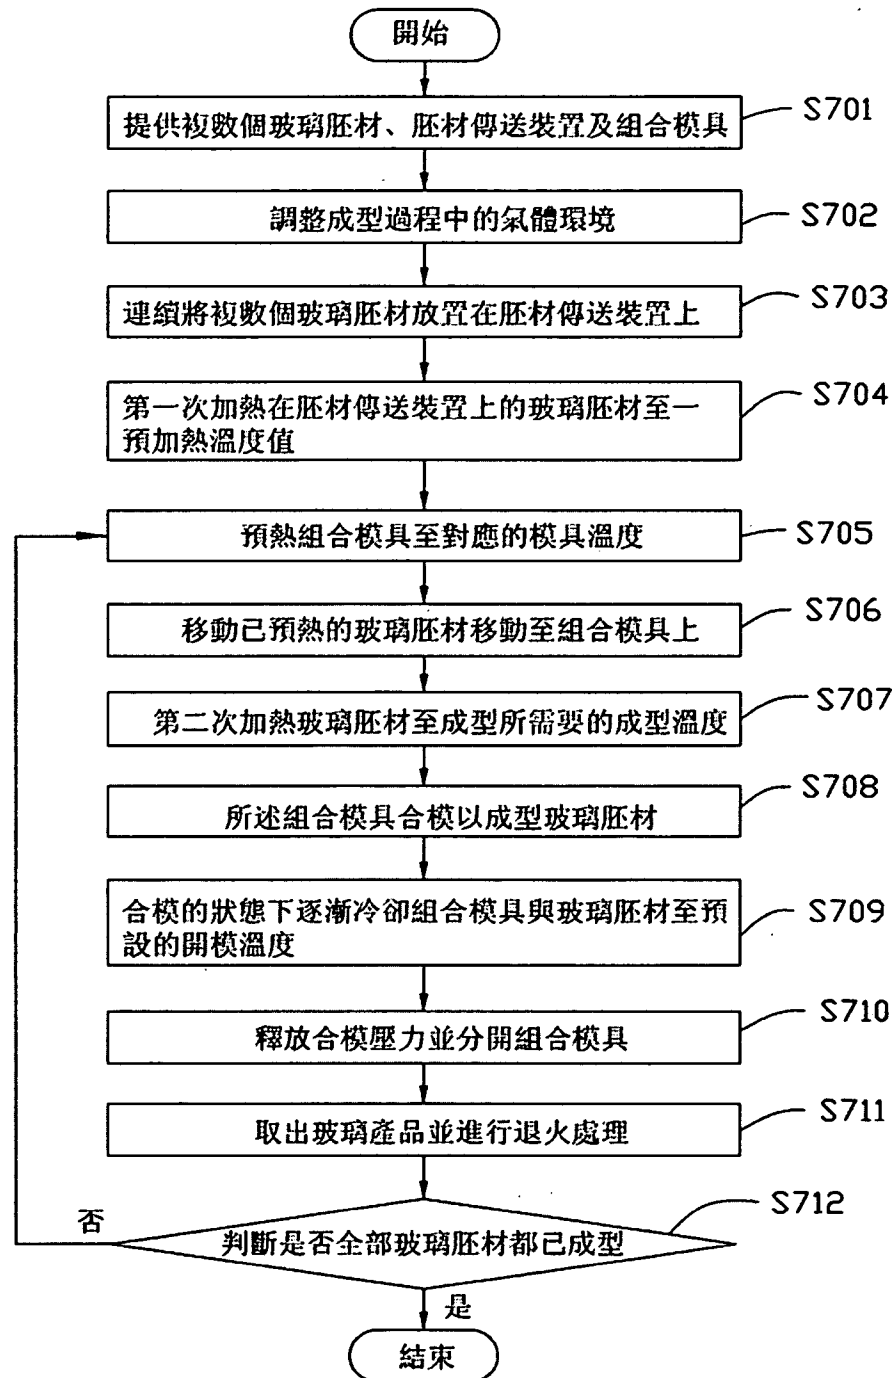 開始
提供複數個玻璃胚材、胚材傳送裝置及組合模具
S701
調整成型過程中的氣體環境
S702
連續將複數個玻璃胚材放置在胚材傳送裝置上
S703
第一次加熱在胚材傳送裝置上的玻璃胚材至一
預加熱溫度值
S704
預熱組合模具至對應的模具溫度
S705
移動已預熱的玻璃胚材移動至組合模具上
S706
第二次加熱玻璃胚材至成型所需要的成型溫度
S707
所述組合模具合模以成型玻璃胚材
S708
合模的狀態下逐漸冷卻組合模具與玻璃胚材至預
設的開模溫度
S709
釋放合模壓力並分開組合模具
S710
取出玻璃產品並進行退火處理
S711
判斷是否全部玻璃胚材都已成型
S712
否
是
結束